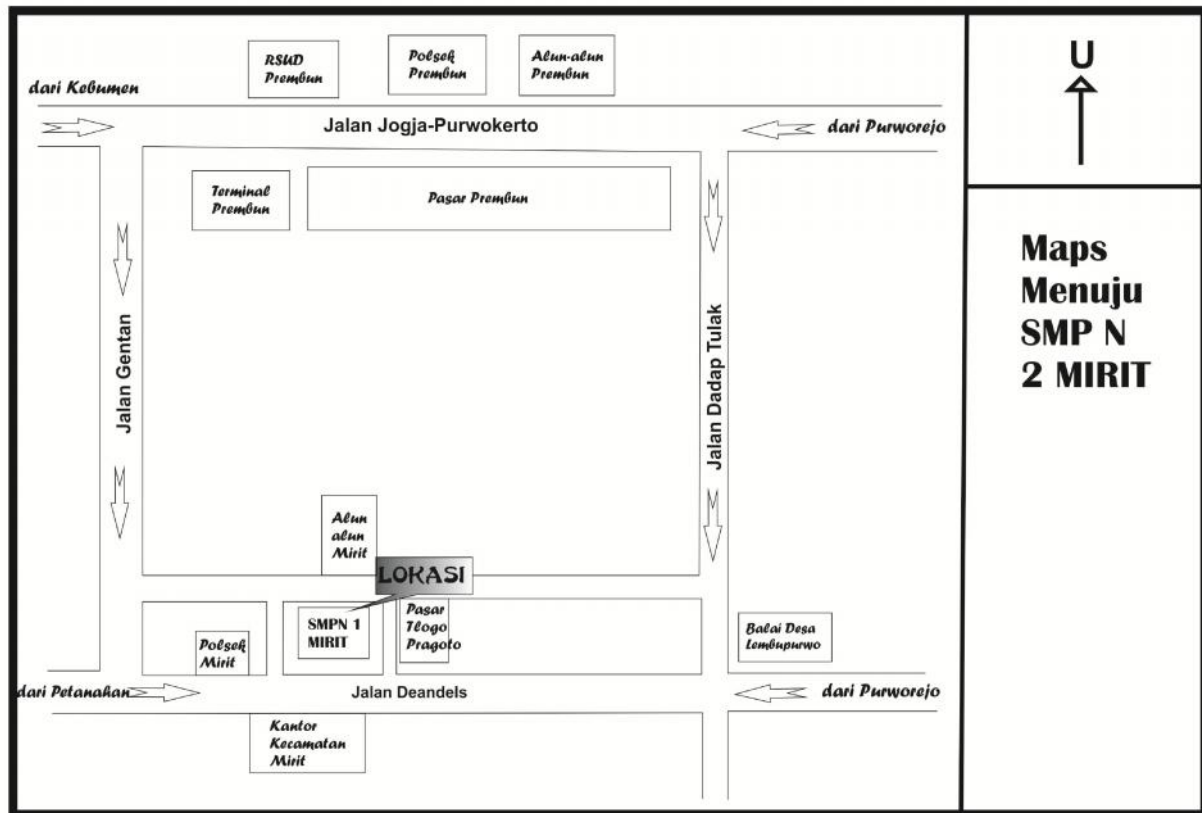 RSUD
Prembun
Polsek
Prembun
Alun-alun
Prembun
dari Kebumen
Jalan Jogja-Purwokerto
dari Purworejo
Terminal
Prembun
Pasar Prembun
Jalan Gentan
Jalan Dadap Tulak
Alun
alun
Mirit
LOKASI
Polsek
Mirit
SMPN 1
MIRIT
Pasar
Tlogo
Pragoto
Balai Desa
Lembupurwo
dari Petanahan
Jalan Deandels
dari Purworejo
Kantor
Kecamatan
Mirit
U
Maps
Menuju
SMP N
2 MIRIT